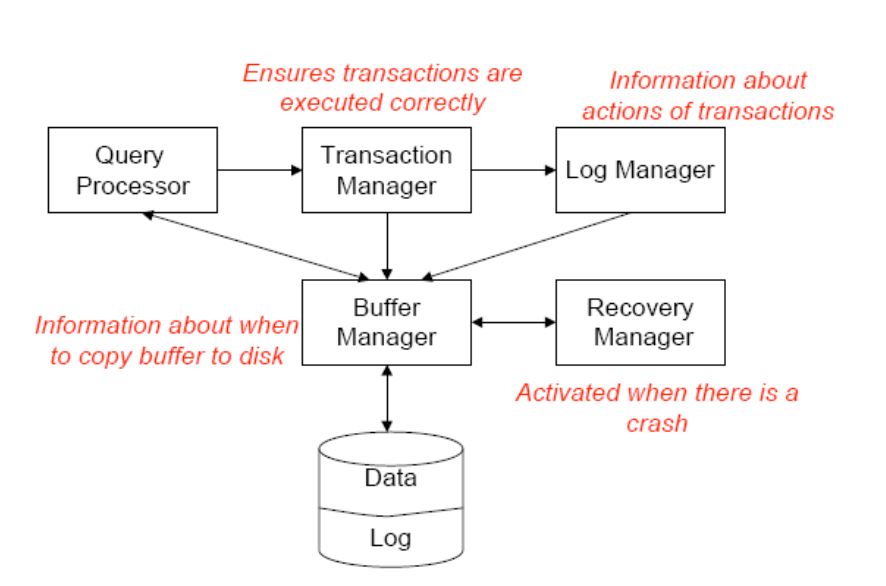 Ensures transactions are
executed correctly
Information about
actions of transactions
Query
Processor
Transaction
Manager
Log Manager
Information about when
to copy buffer to disk
Buffer
Manager
Recovery
Manager
Activated when there is a
crash
Data
Log